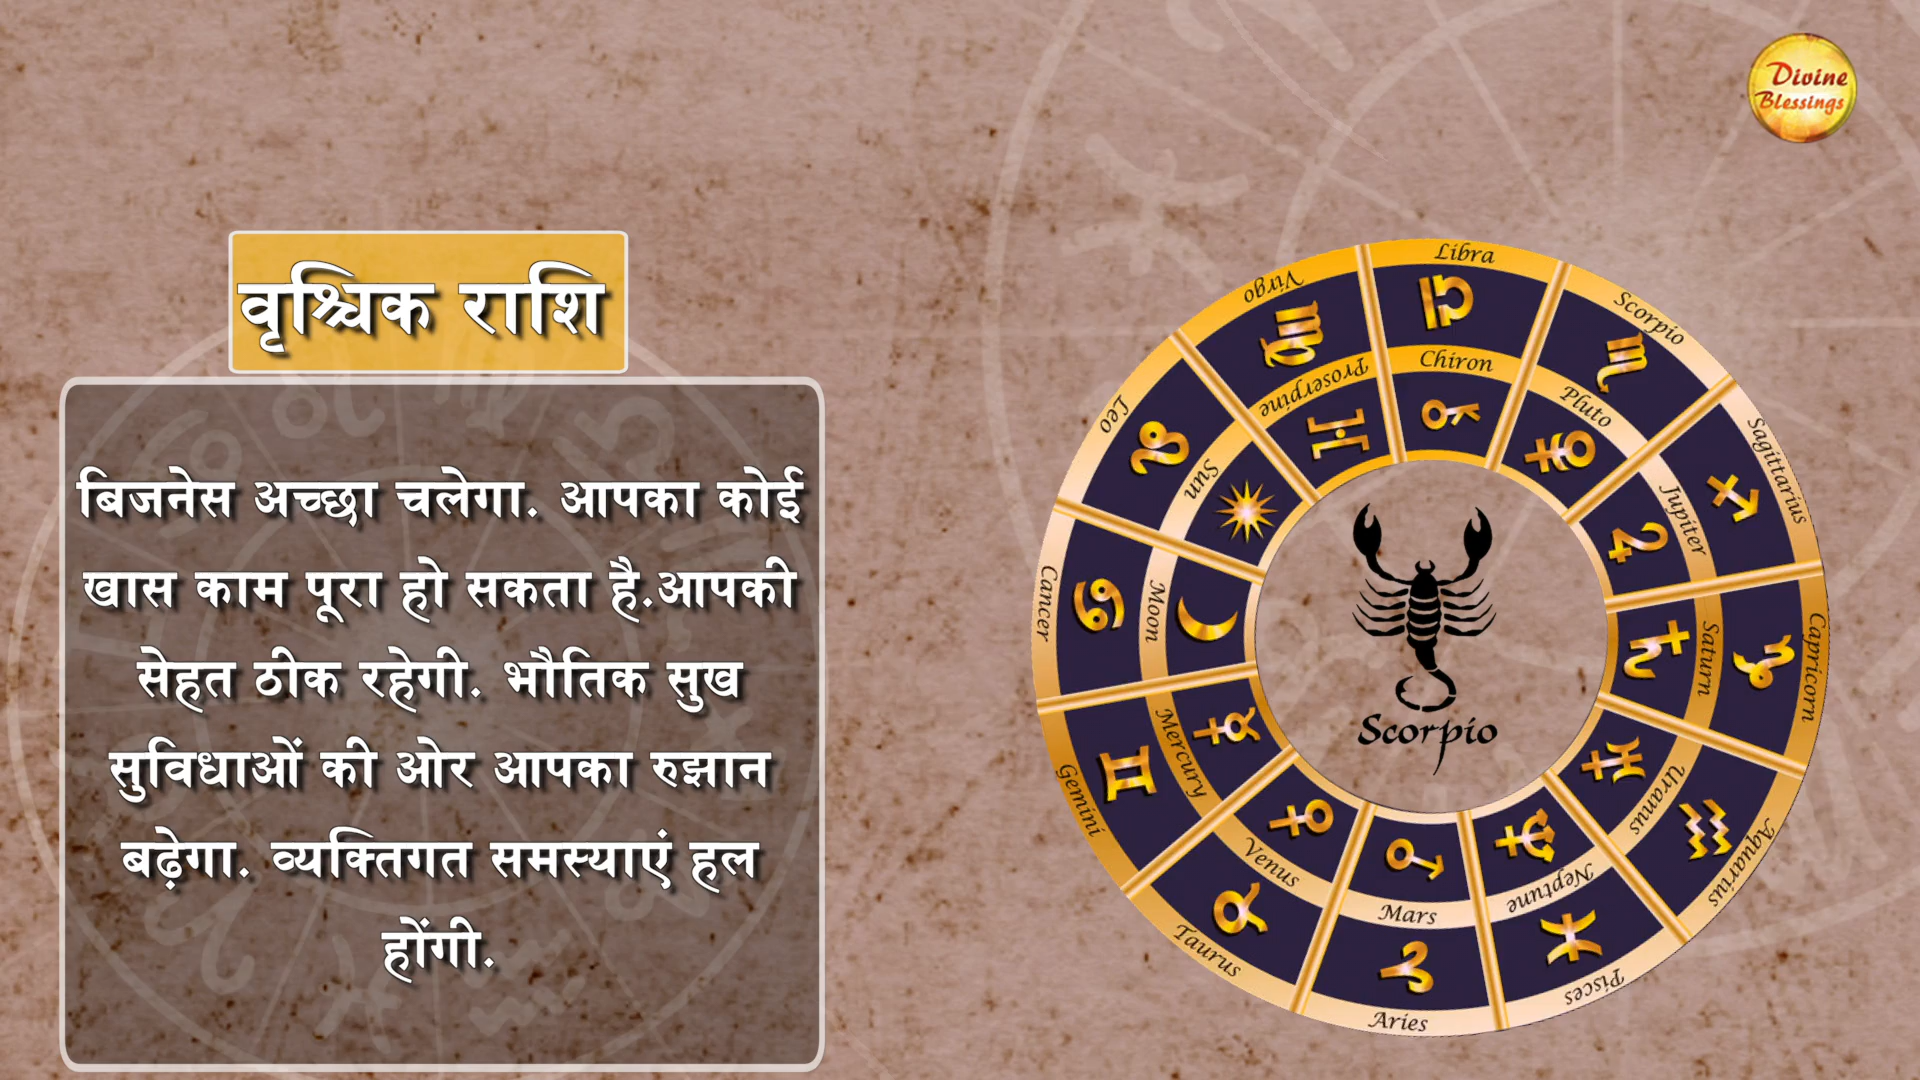 Divine
Blessings
वृश्चिक राशि
बिजनेस अच्छा चलेगा. आपका कोई
खास काम पूरा हो सकता है.आपकी
सेहत ठीक रहेगी. भौतिक सुख
सुविधाओं की ओर आपका रुझान
बढ़ेगा. व्यक्तिगत समस्याएं हल
होंगी.
Libra
Scorpio
Sagittarius
Capricorn
Aquarius
Pisces
Aries
Taurus
Gemini
Cancer
Leo
Virgo
Chiron
Pluto
Jupiter
Saturn
Uranus
Neptune
Mars
Venus
Mercury
Moon
Sun
Proserpine
Scorpio